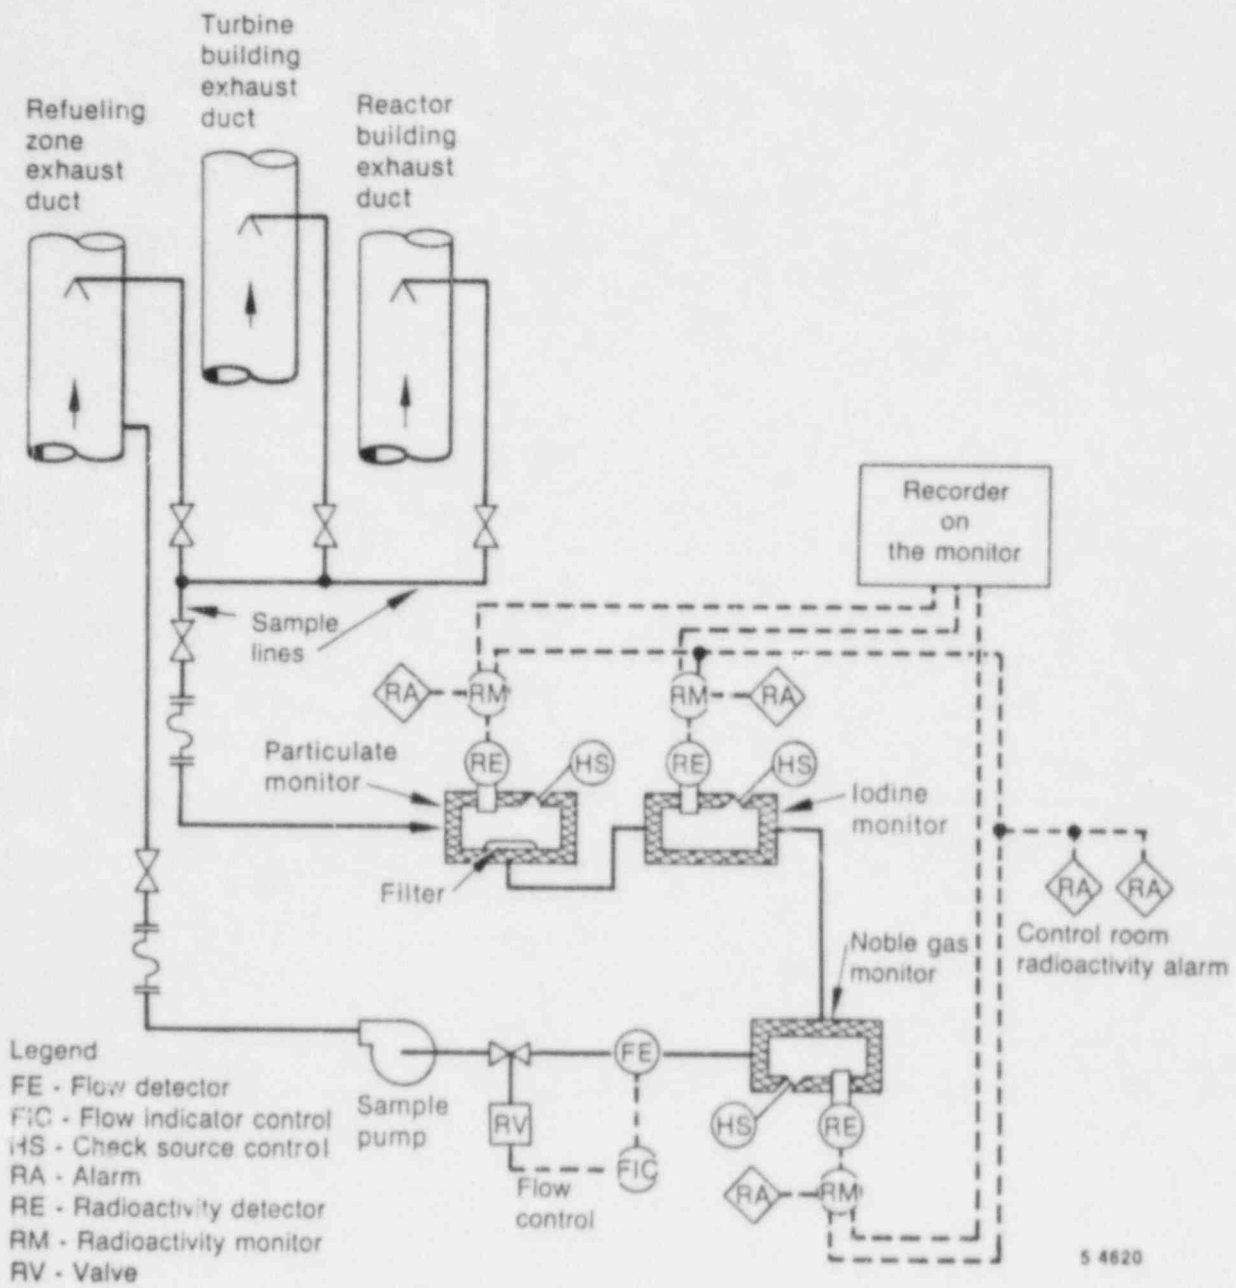 Turbine
building
exhaust
duct
Refueling
zone
exhaust
duct
Reactor
building
exhaust
duct
Recorder
on
the monitor
Sample
lines
RA
RM
RM
RA
Particulate
monitor
RE
HS
RE
HS
Iodine
monitor
Filter
RA
RA
Control room
radioactivity alarm
Noble gas
monitor
FE
Sample
pump
RV
FIC
Flow
control
HS
RE
RA
RM
Legend
FE - Flow detector
FIC - Flow indicator control
HS - Check source control
RA - Alarm
RE - Radioactivity detector
RM - Radioactivity monitor
RV - Valve
5 4620